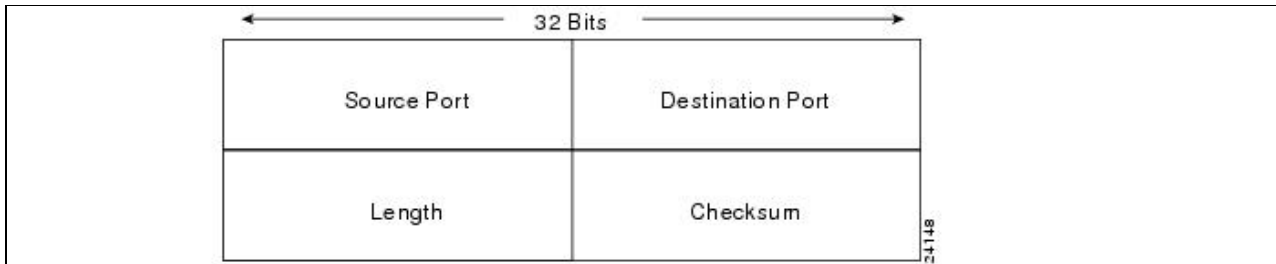 32 Bits
Source Port
Destination Port
Length
Checksum
24148